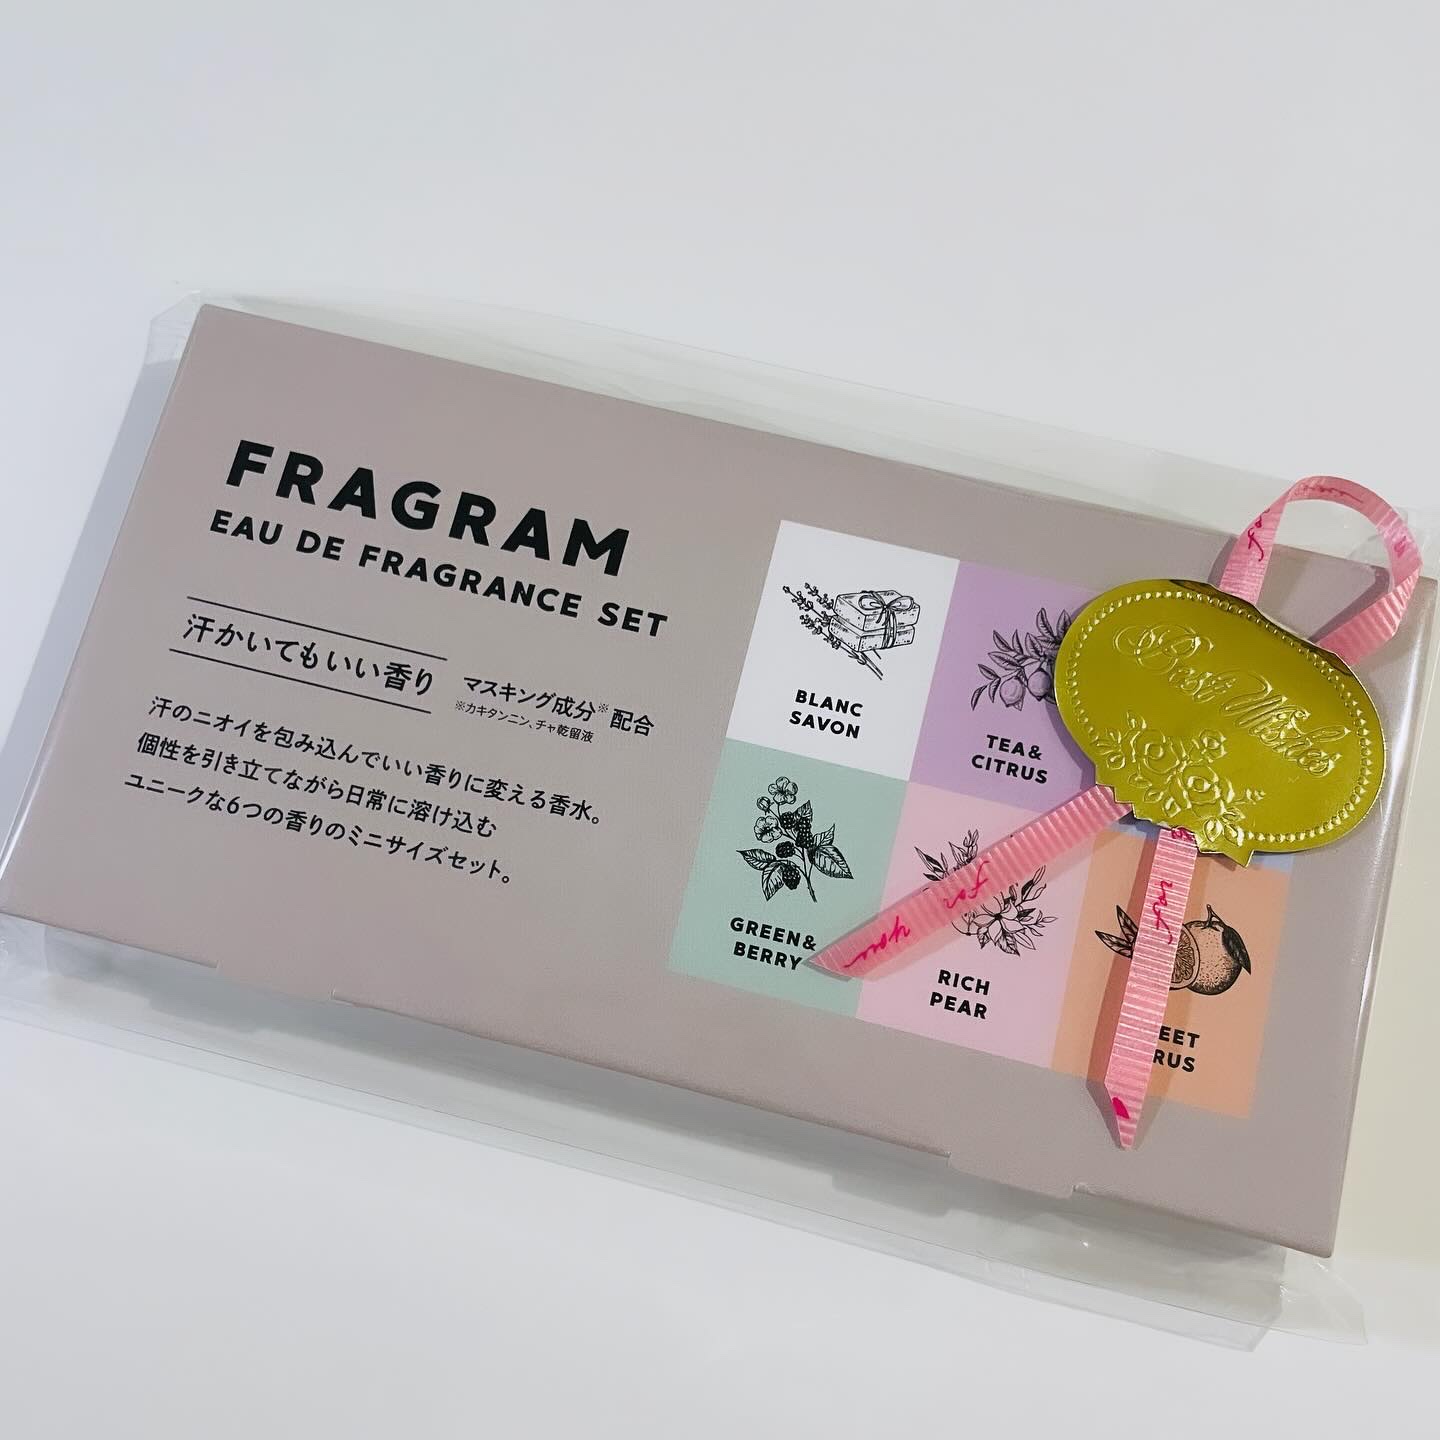 FRAGRAM
EAU DE FRAGRANCE SET
汗かいてもいい香り
マスキング成分※配合
※カキタンニン、チャ乾留液
汗のニオイを包み込んでいい香りに変える香水。
個性を引き立てながら日常に溶け込む
ユニークな6つの香りのミニサイズセット。
BLANC
SAVON
TEA&
CITRUS
GREEN&
BERRY
RICH
PEAR
Best Wishes
for you